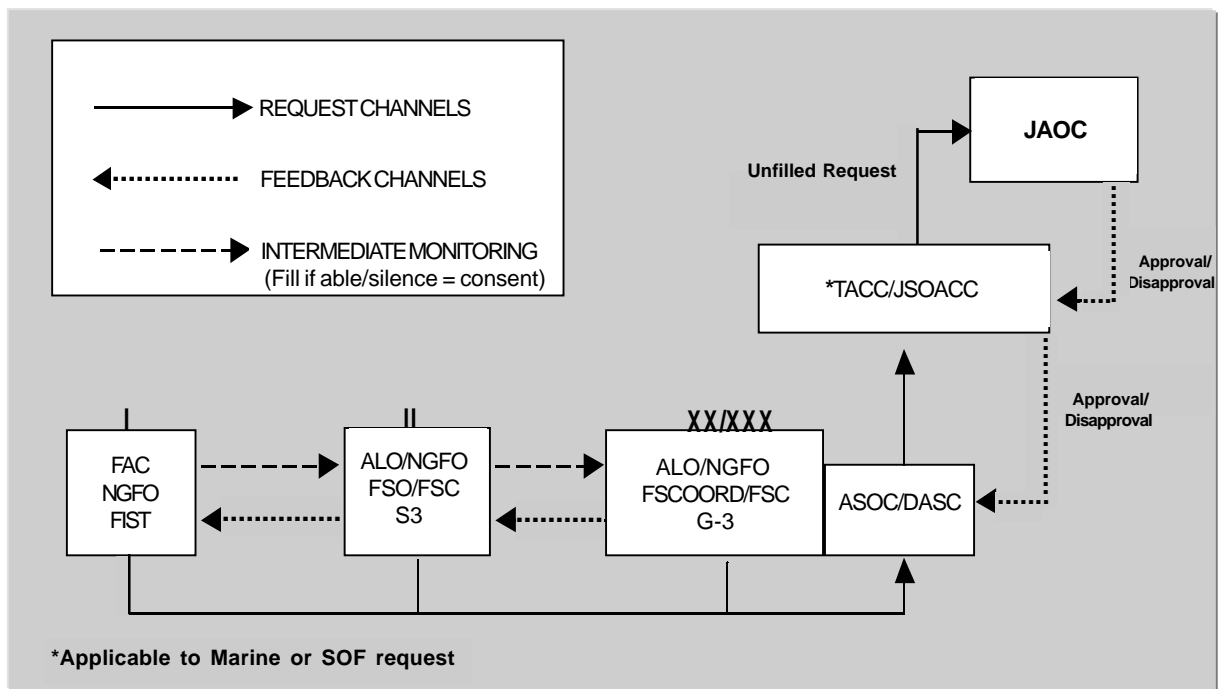 REQUEST CHANNELS
FEEDBACK CHANNELS
INTERMEDIATE MONITORING
(Fill if able/silence = consent)
JAOC
Unfilled Request
*TACC/JSOACC
Approval/
Disapproval
Approval/
Disapproval
I
II
XX/XXX
FAC
NGFO
FIST
ALO/NGFO
FSO/FSC
S3
ALO/NGFO
FSCOORD/FSC
G-3
ASOC/DASC
*Applicable to Marine or SOF request